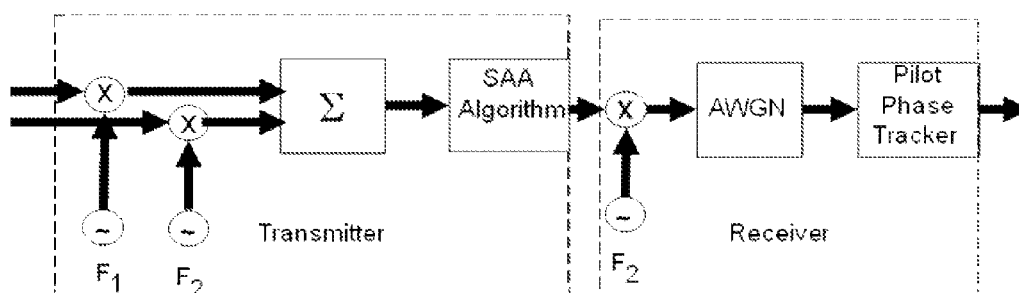 X
X
~
~
F1
F2
Σ
SAA
Algorithm
Transmitter
X
~
F2
AWGN
Pilot
Phase
Tracker
Receiver